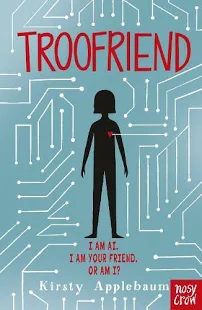 TROOFRIEND
I AM AI.
I AM YOUR FRIEND.
OR AM I?
Kirsty Applebaum
nosy
crow